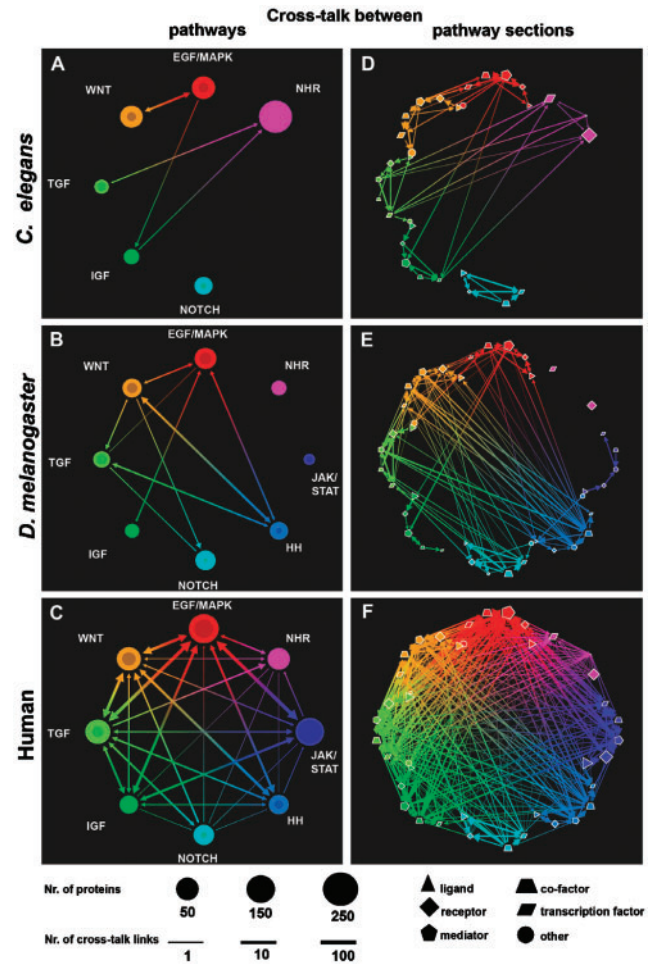 Cross-talk between
pathways
pathway sections
C. elegans
A
EGF/MAPK
NHR
WNT
TGF
IGF
NOTCH
D
D. melanogaster
B
EGF/MAPK
WNT
NHR
TGF
JAK/
STAT
IGF
HH
NOTCH
E
Human
C
EGF/MAPK
WNT
NHR
TGF
JAK/
STAT
IGF
HH
NOTCH
F
Nr. of proteins
50
150
250
Nr. of cross-talk links
1
10
100
ligand
co-factor
receptor
transcription factor
mediator
other